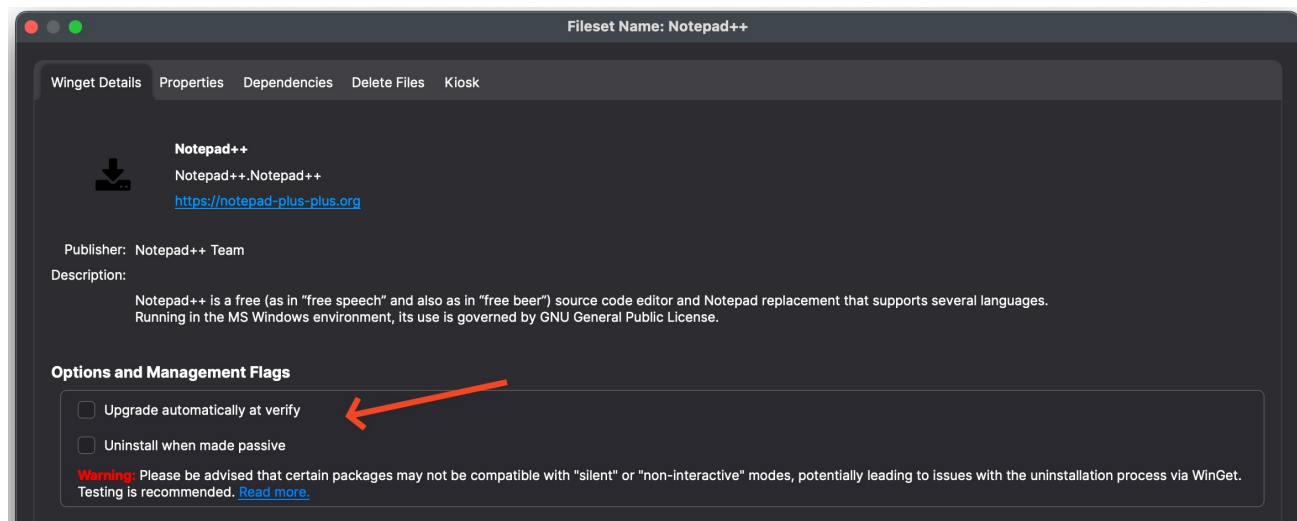 Fileset Name: Notepad++
Winget Details Properties Dependencies Delete Files Kiosk
Notepad++
Notepad++.Notepad++
https://notepad-plus-plus.org
Publisher: Notepad++ Team
Description:
Notepad++ is a free (as in “free speech” and also as in “free beer”) source code editor and Notepad replacement that supports several languages.
Running in the MS Windows environment, its use is governed by GNU General Public License.
Options and Management Flags
Upgrade automatically at verify
Uninstall when made passive
Warning: Please be advised that certain packages may not be compatible with "silent" or "non-interactive" modes, potentially leading to issues with the uninstallation process via WinGet.
Testing is recommended. Read more.